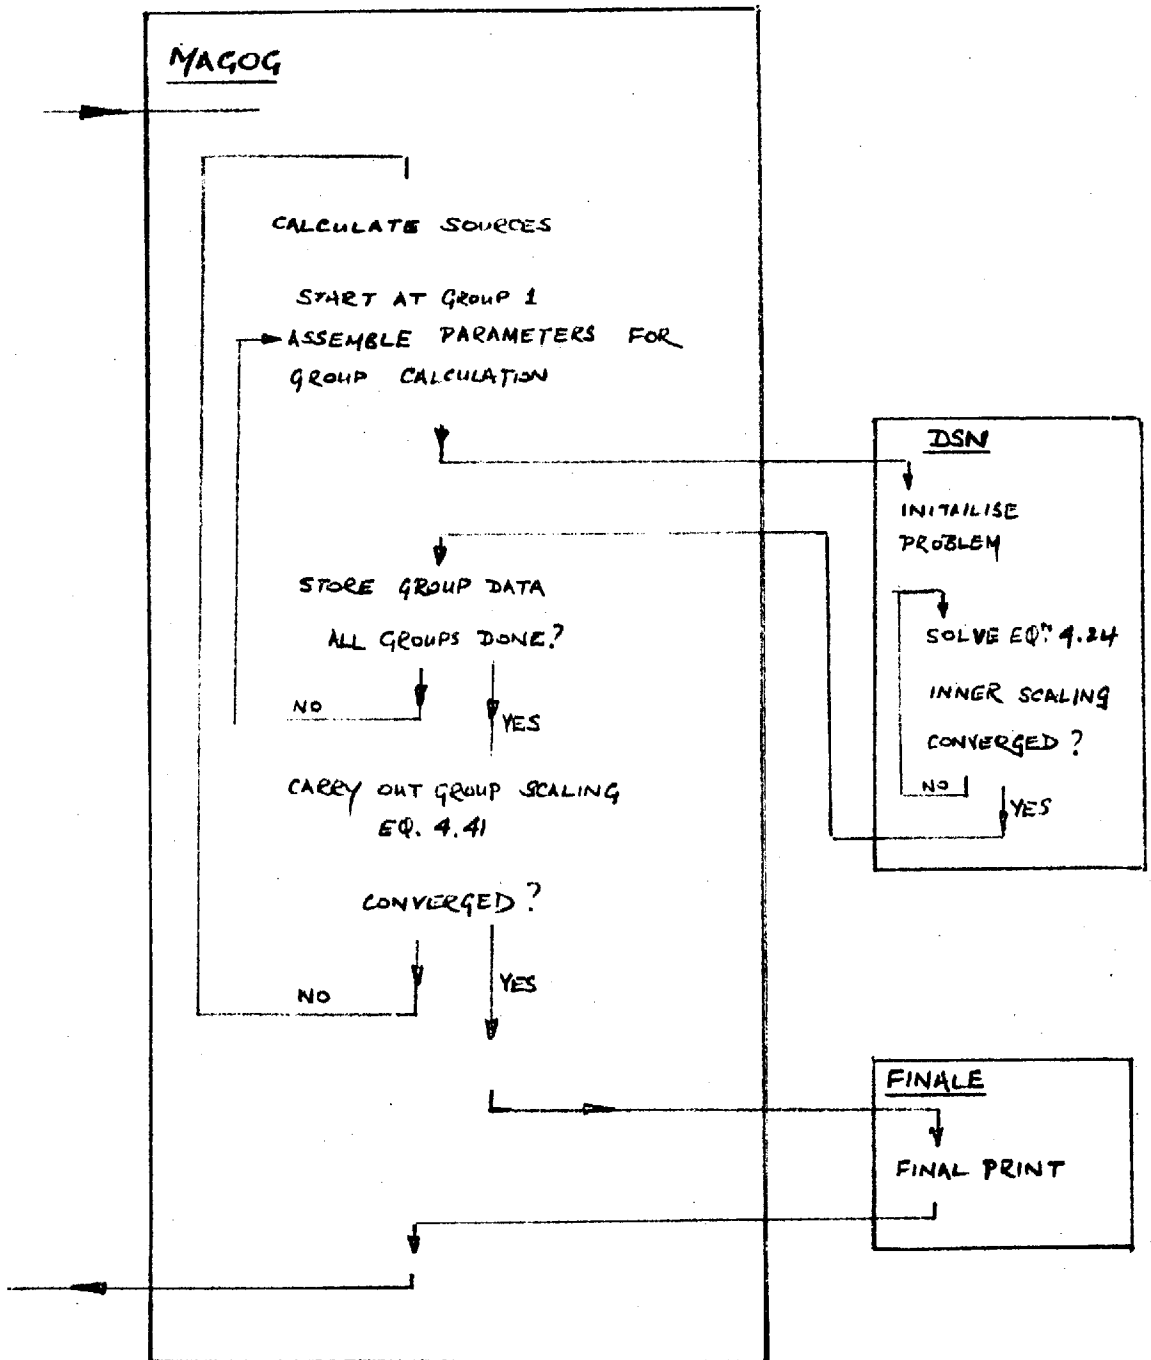 MAGOG
CALCULATE SOURCES
START AT GROUP 1
ASSEMBLE PARAMETERS FOR
GROUP CALCULATION
DSN
INITAILISE
PROBLEM
STORE GROUP DATA
ALL GROUPS DONE?
NO
YES
SOLVE EQⁿ. 4.24
INNER SCALING
CONVERGED?
NO
YES
CARRY OUT GROUP SCALING
EQ. 4.41
CONVERGED?
NO
YES
FINALE
FINAL PRINT